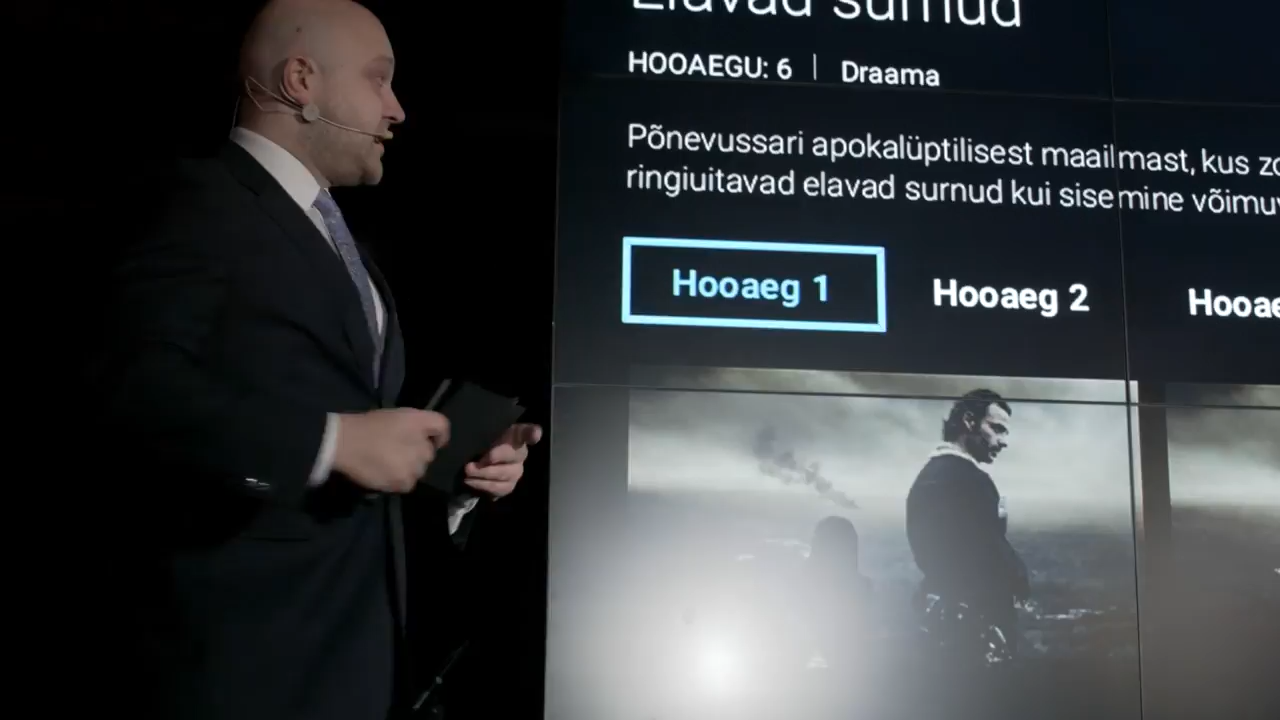 Elavad surnud
HOOAEGU: 6 | Draama
Põnevussari apokalüptilisest maailmast, kus
ringiuitavad elavad surnud kui sisemine
Hooaeg 1
Hooaeg 2